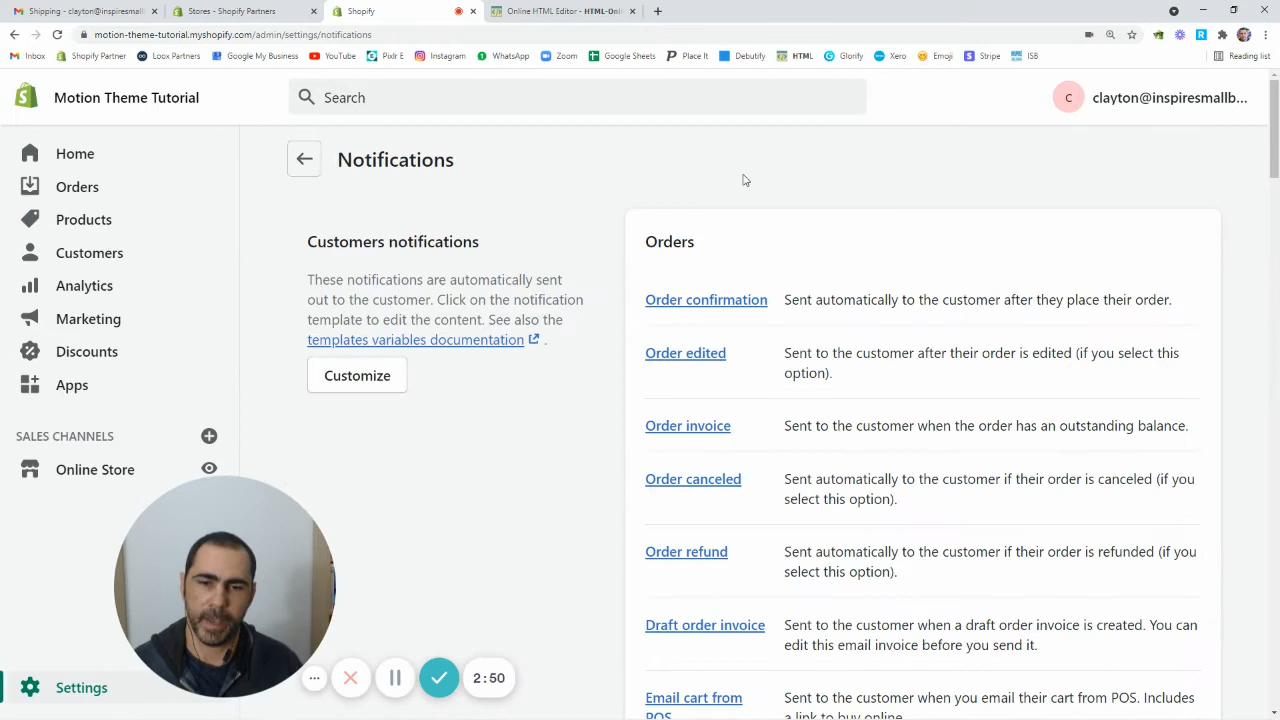 Shipping - clayton@inspiresmall
Stores - Shopify Partners
Shopify
Online HTML Editor - HTML-Onl
motion-theme-tutorial.myshopify.com/admin/settings/notifications
Inbox
Shopify Partner
Loox Partners
Google My Business
YouTube
Pixlr E
Instagram
WhatsApp
Zoom
Google Sheets
Place It
Debutify
HTML
Glorify
Xero
Emoji
Stripe
ISB
Reading list
Motion Theme Tutorial
Search
C
clayton@inspiresmallb...
Home
Orders
Products
Customers
Analytics
Marketing
Discounts
Apps
SALES CHANNELS
Online Store
Settings
Notifications
Customers notifications
These notifications are automatically sent
out to the customer. Click on the notification
template to edit the content. See also the
templates variables documentation .
Customize
Orders
Order confirmation Sent automatically to the customer after they place their order.
Order edited Sent to the customer after their order is edited (if you select this
option).
Order invoice Sent to the customer when the order has an outstanding balance.
Order canceled Sent automatically to the customer if their order is canceled (if you
select this option).
Order refund Sent automatically to the customer if their order is refunded (if you
select this option).
Draft order invoice Sent to the customer when a draft order invoice is created. You can
edit this email invoice before you send it.
Email cart from Sent to the customer when you email their cart from POS. Includes
POS a link to buy online.
2:50